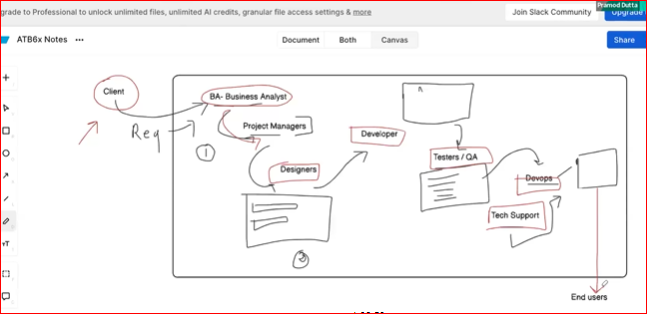 grade to Professional to unlock unlimited files, unlimited AI credits, granular file access settings & more
Join Slack Community
Pramod Dutta
Upgrade
ATB6x Notes
Document
Both
Canvas
Share
Client
BA- Business Analyst
Req
Project Managers
1
Developer
Designers
Testers / QA
Devops
Tech Support
2
End users